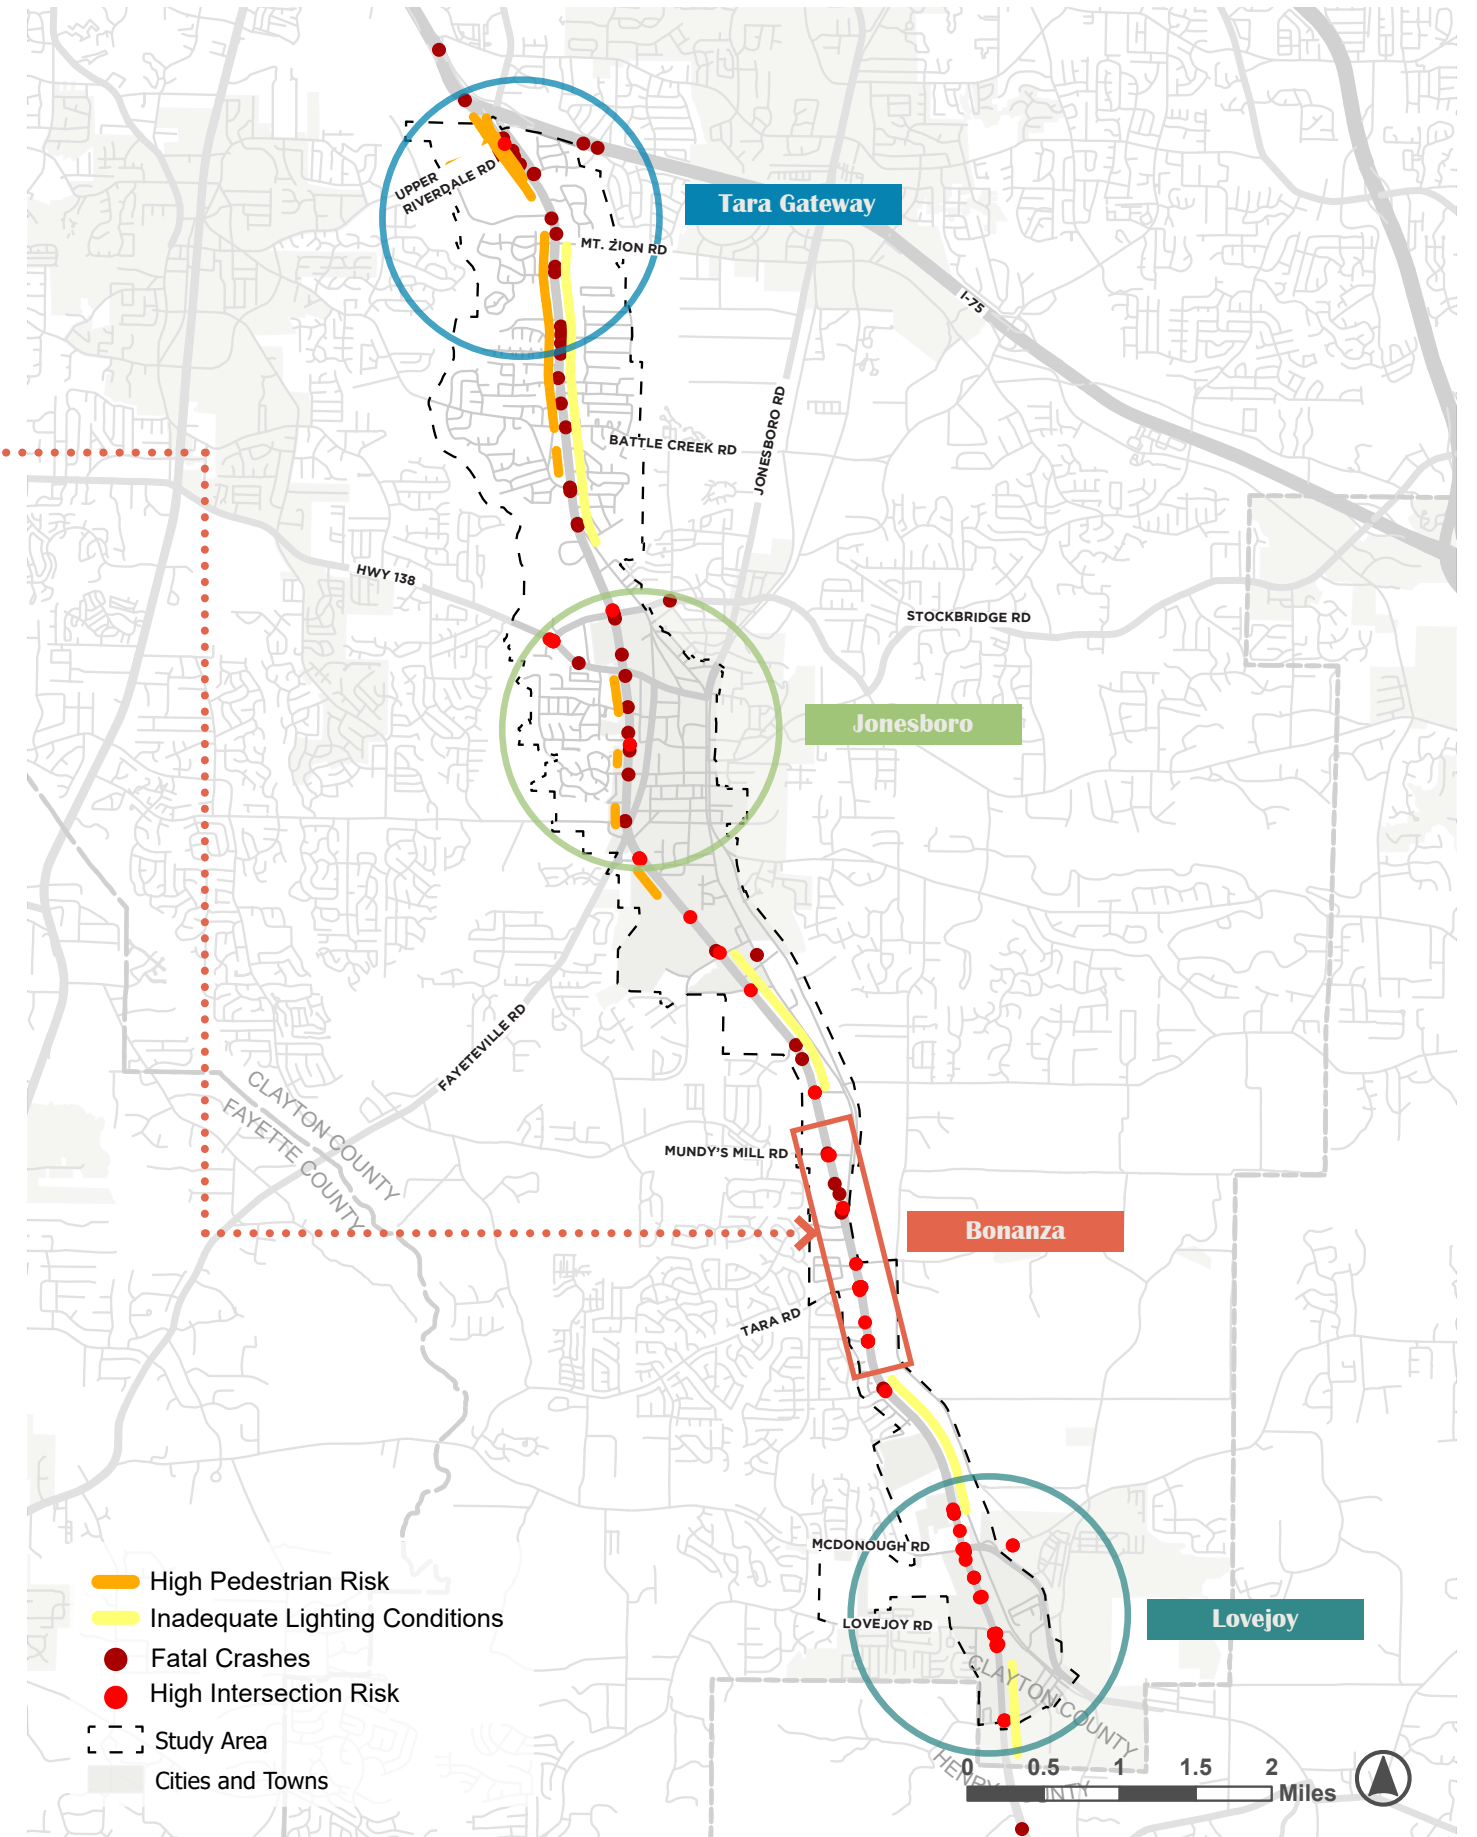 UPPER
RIVERDALE RD
Tara Gateway
MT. ZION RD
I-75
JONESBORO RD
BATTLE CREEK RD
HWY 138
STOCKBRIDGE RD
Jonesboro
FAYETEVILLE RD
CLAYTON COUNTY
FAYETTE COUNTY
MUNDY'S MILL RD
Bonanza
TARA RD
MCDONOUGH RD
LOVEJOY RD
Lovejoy
CLAYTON COUNTY
HENRY COUNTY
High Pedestrian Risk
Inadequate Lighting Conditions
Fatal Crashes
High Intersection Risk
Study Area
Cities and Towns
0 0.5 1 1.5 2
Miles